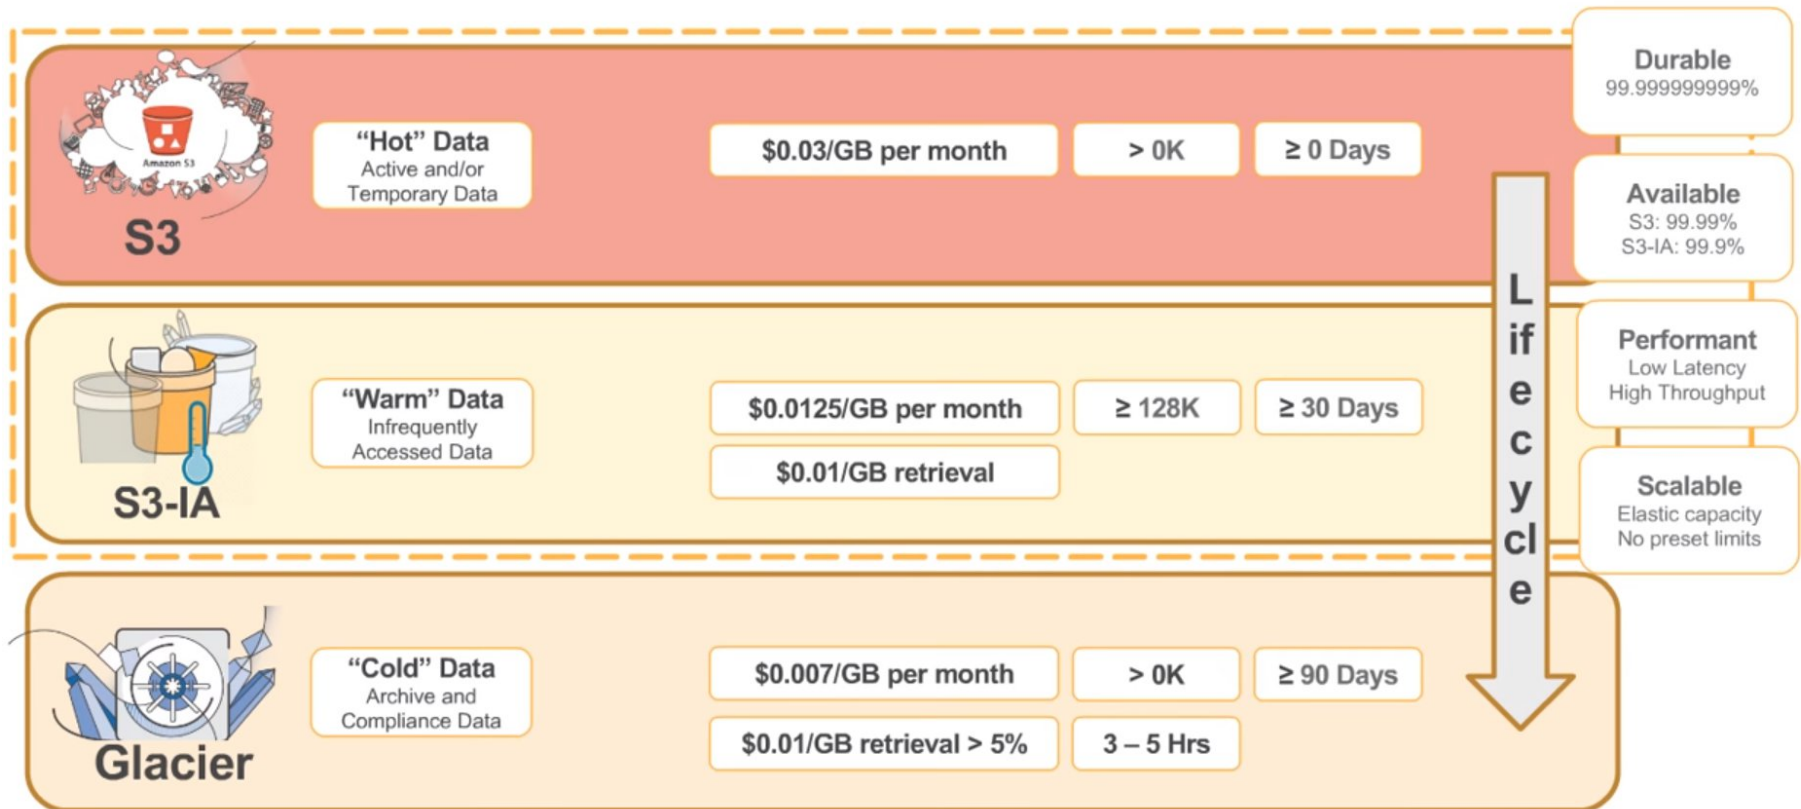 Amazon S3
S3
“Hot” Data
Active and/or
Temporary Data
$0.03/GB per month
> 0K
≥ 0 Days
S3-IA
“Warm” Data
Infrequently
Accessed Data
$0.0125/GB per month
≥ 128K
≥ 30 Days
$0.01/GB retrieval
Glacier
“Cold” Data
Archive and
Compliance Data
$0.007/GB per month
> 0K
≥ 90 Days
$0.01/GB retrieval > 5%
3 – 5 Hrs
L
if
e
c
y
cl
e
Durable
99.999999999%
Available
S3: 99.99%
S3-IA: 99.9%
Performant
Low Latency
High Throughput
Scalable
Elastic capacity
No preset limits